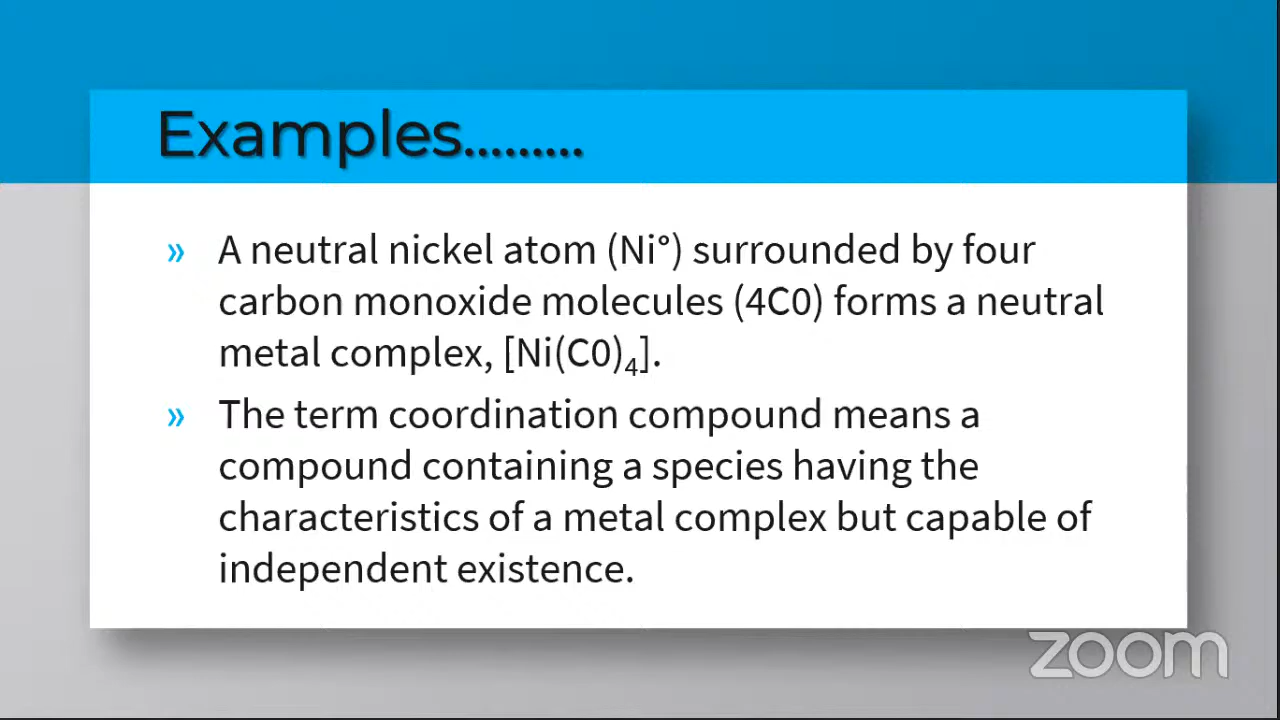 Examples.........
» A neutral nickel atom (Ni°) surrounded by four
carbon monoxide molecules (4C0) forms a neutral
metal complex, [Ni(C0)₄].
» The term coordination compound means a
compound containing a species having the
characteristics of a metal complex but capable of
independent existence.
zoom